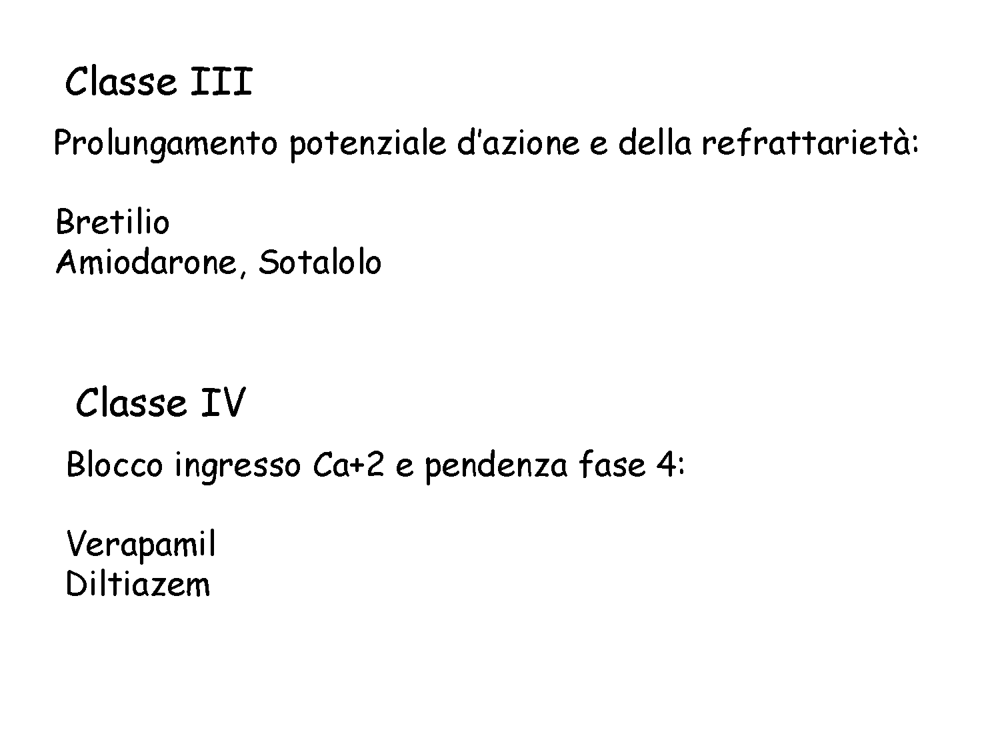 Classe III
Prolungamento potenziale d’azione e della refrattarietà:
Bretilio
Amiodarone, Sotalolo
Classe IV
Blocco ingresso Ca+2 e pendenza fase 4:
Verapamil
Diltiazem